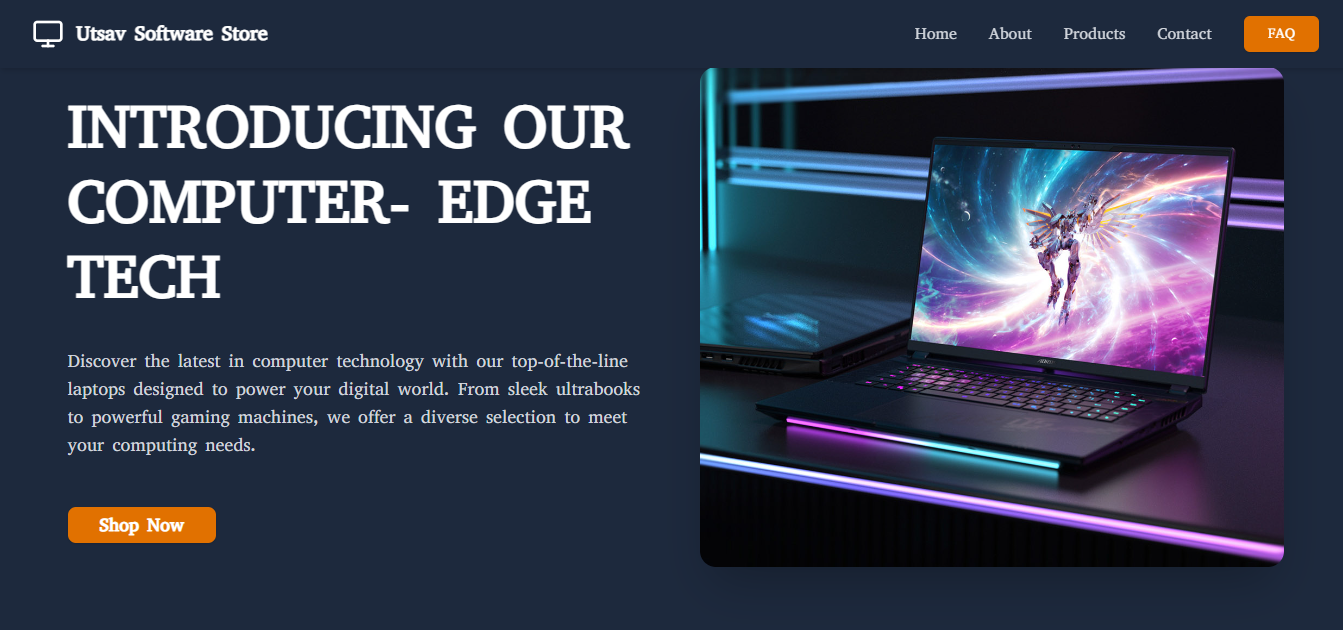 Utsav Software Store
Home About Products Contact FAQ
INTRODUCING OUR
COMPUTER- EDGE
TECH
Discover the latest in computer technology with our top-of-the-line
laptops designed to power your digital world. From sleek ultrabooks
to powerful gaming machines, we offer a diverse selection to meet
your computing needs.
Shop Now